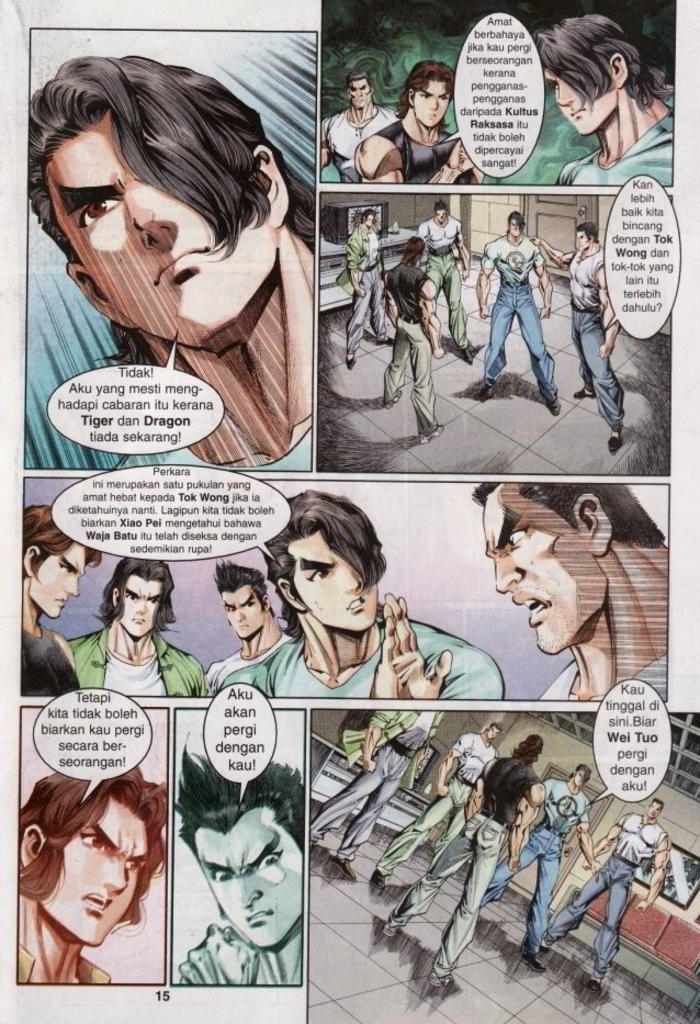 Amat
berbahaya
jika kau pergi
berseorangan
kerana
pengganas-
pengganas
daripada Kultus
Raksasa itu
tidak boleh
dipercayai
sangat!
Tidak!
Aku yang mesti meng-
hadapi cabaran itu kerana
Tiger dan Dragon
tiada sekarang!
Kan
lebih
baik kita
bincang
dengan Tok
Wong dan
tok-tok yang
lain itu
terlebih
dahulu?
Perkara
ini merupakan satu pukulan yang
amat hebat kepada Tok Wong jika ia
diketahuinya nanti. Lagipun kita tidak boleh
biarkan Xiao Pei mengetahui bahawa
Waja Batu itu telah diseksa dengan
sedemikian rupa!
Tetapi
kita tidak boleh
biarkan kau pergi
secara ber-
seorangan!
Aku
akan
pergi
dengan
kau!
Kau
tinggal di
sini.Biar
Wei Tuo
pergi
dengan
aku!
15